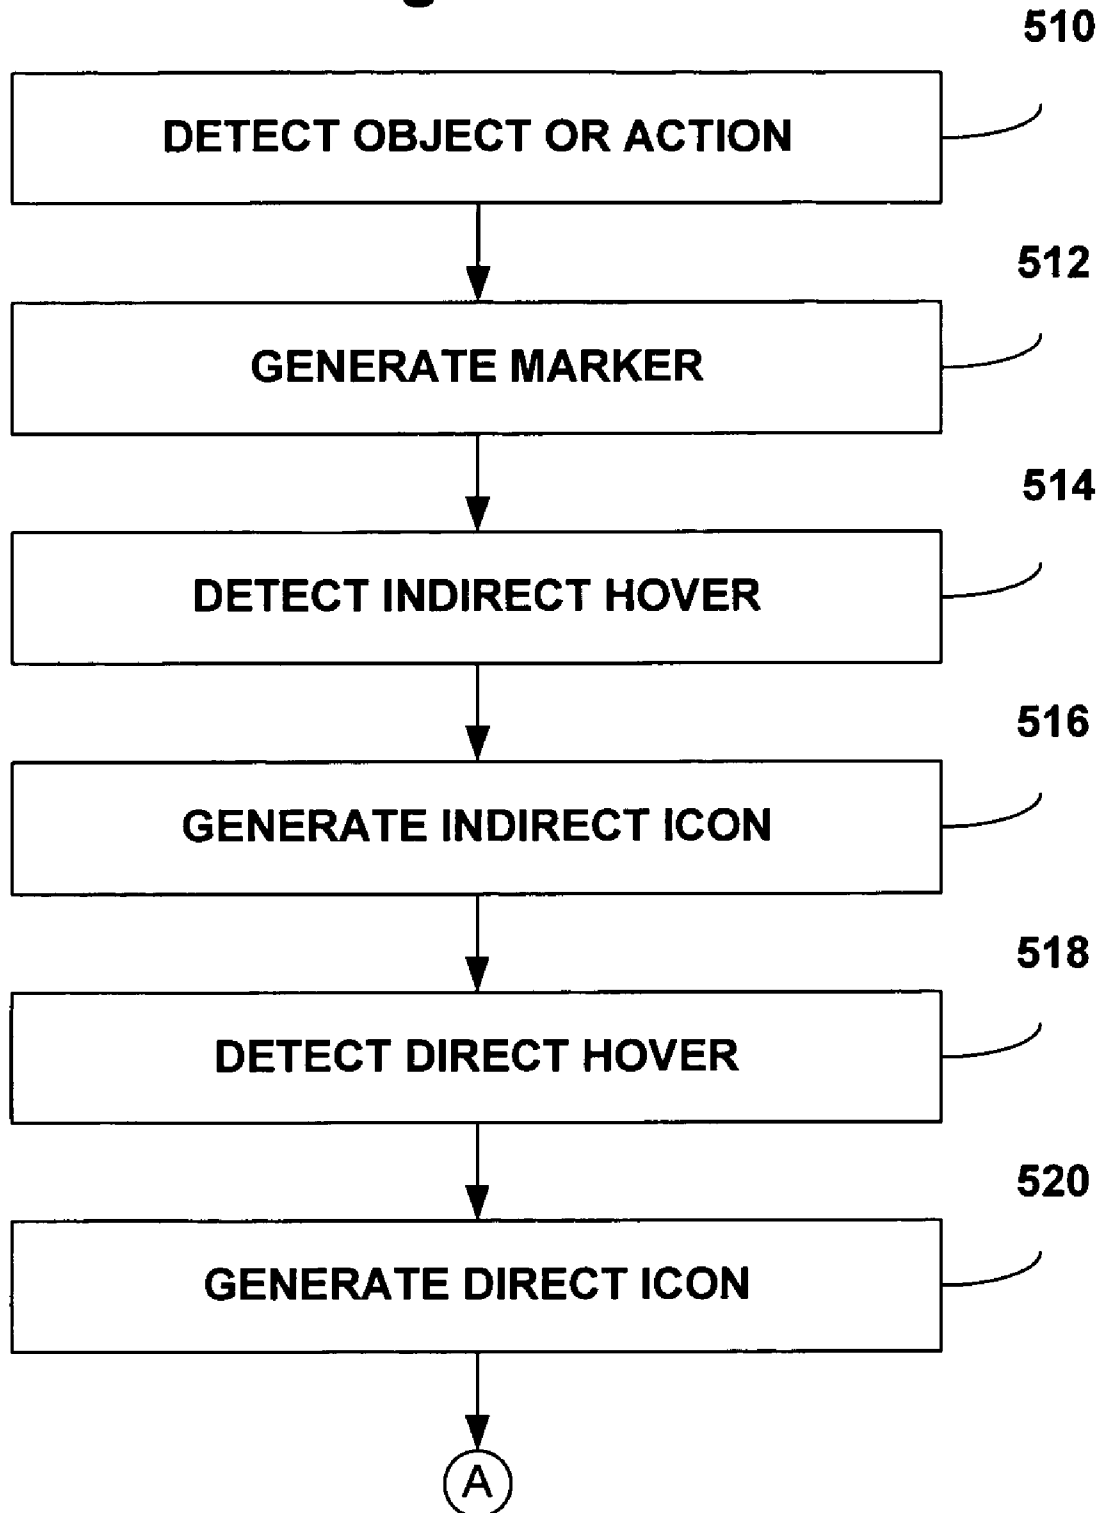 510
DETECT OBJECT OR ACTION
512
GENERATE MARKER
514
DETECT INDIRECT HOVER
516
GENERATE INDIRECT ICON
518
DETECT DIRECT HOVER
520
GENERATE DIRECT ICON
A